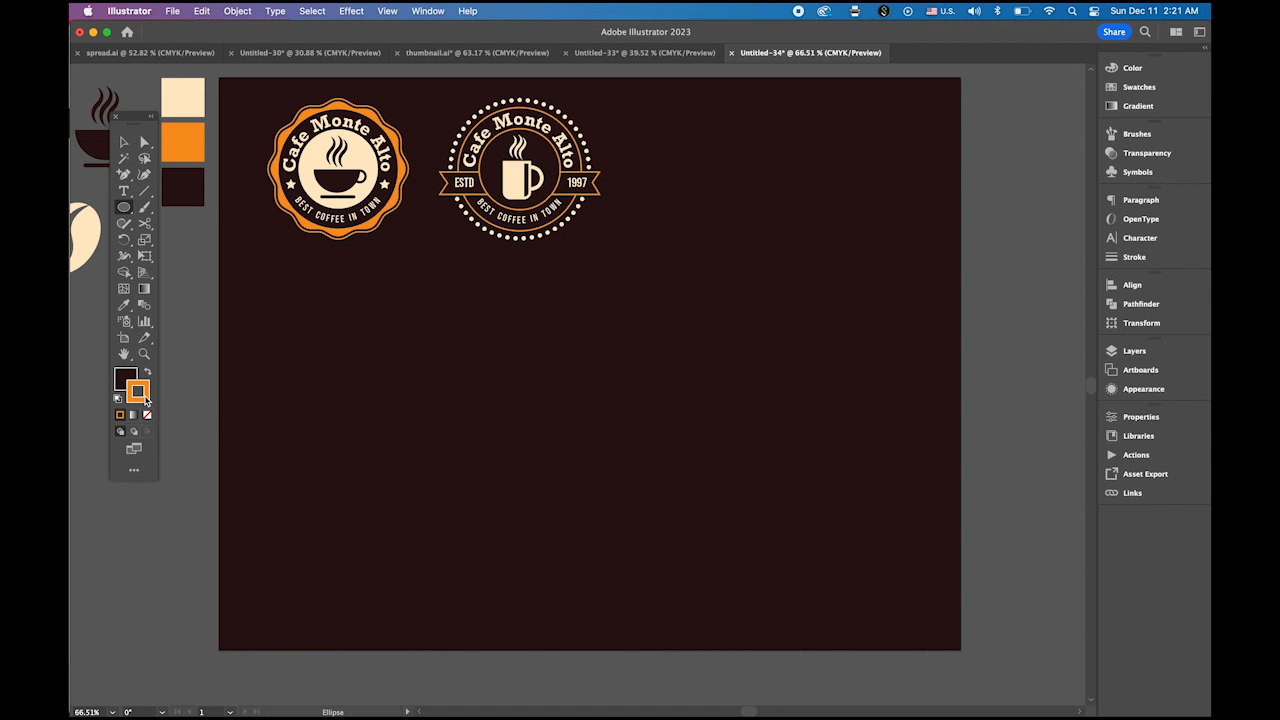 Illustrator File Edit Object Type Select Effect View Window Help
U.S. Sun Dec 11 2:21 AM
Adobe Illustrator 2023
Share
spread.ai @ 52.82 % (CMYK/Preview)
Untitled-30* @ 30.88 % (CMYK/Preview)
thumbnail.ai* @ 63.17 % (CMYK/Preview)
Untitled-33* @ 39.52 % (CMYK/Preview)
Untitled-34* @ 66.51 % (CMYK/Preview)
Cafe Monte Alto
BEST COFFEE IN TOWN
Cafe Monte Alto
ESTD 1997
BEST COFFEE IN TOWN
Color
Swatches
Gradient
Brushes
Transparency
Symbols
Paragraph
OpenType
Character
Stroke
Align
Pathfinder
Transform
Layers
Artboards
Appearance
Properties
Libraries
Actions
Asset Export
Links
66.51% 0° 1 Ellipse